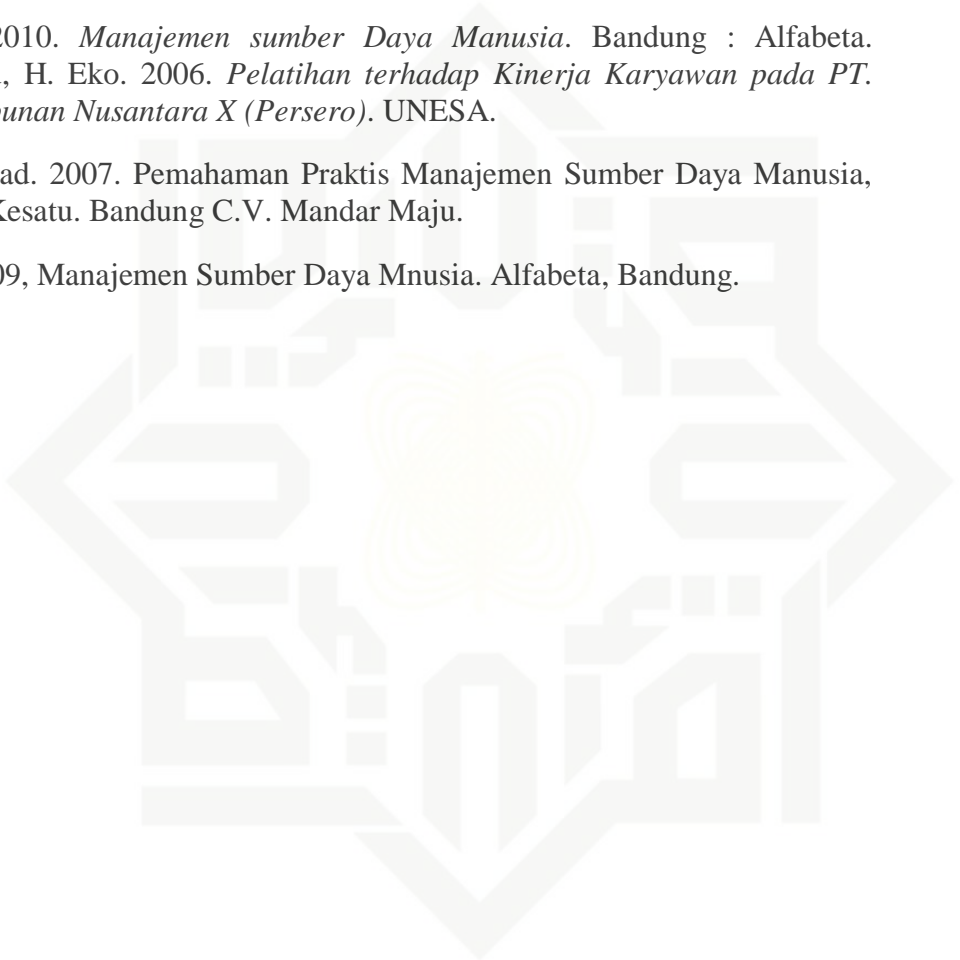 2010. Manajemen sumber Daya Manusia. Bandung : Alfabeta.
, H. Eko. 2006. Pelatihan terhadap Kinerja Karyawan pada PT.
bunan Nusantara X (Persero). UNESA.
ad. 2007. Pemahaman Praktis Manajemen Sumber Daya Manusia,
Kesatu. Bandung C.V. Mandar Maju.
09, Manajemen Sumber Daya Mnusia. Alfabeta, Bandung.